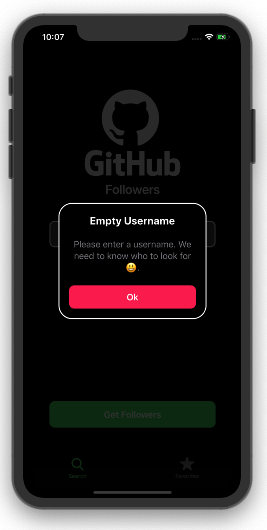 10:07
GitHub
Followers
Empty Username
Please enter a username. We
need to know who to look for
😃.
Ok
Get Followers
Search
Favorites